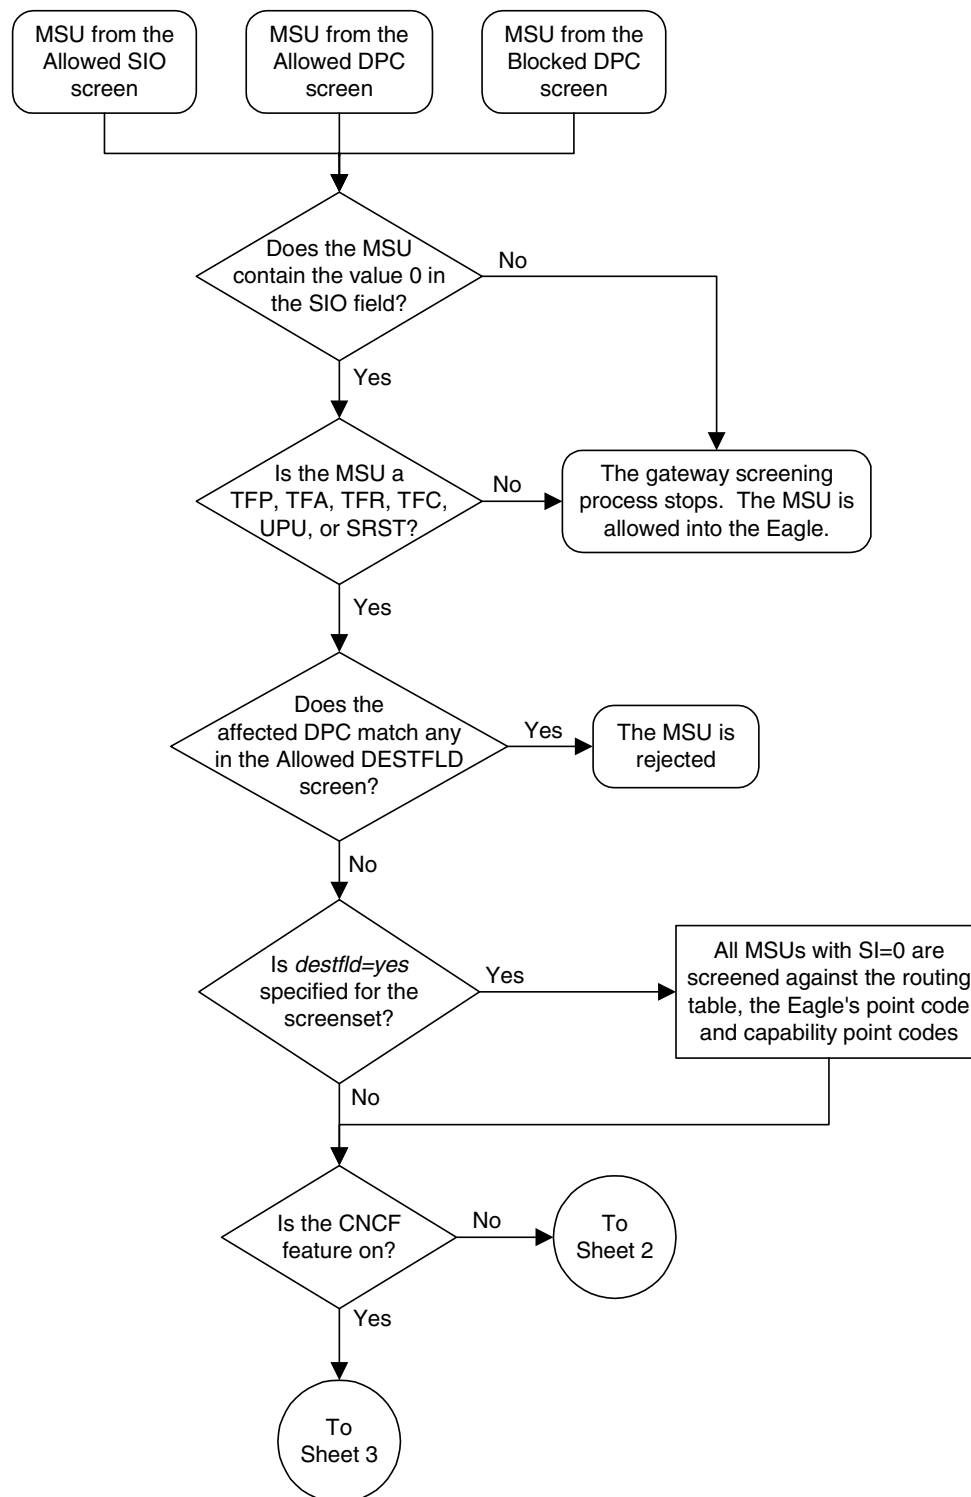 MSU from the
Allowed SIO
screen
MSU from the
Allowed DPC
screen
MSU from the
Blocked DPC
screen
Does the MSU
contain the value 0 in
the SIO field?
No
Yes
Is the MSU a
TFP, TFA, TFR, TFC,
UPU, or SRST?
No
The gateway screening
process stops. The MSU is
allowed into the Eagle.
Yes
Does the
affected DPC match any
in the Allowed DESTFLD
screen?
Yes
The MSU is
rejected
No
Is destfld=yes
specified for the
screenset?
Yes
All MSUs with SI=0 are
screened against the routing
table, the Eagle's point code
and capability point codes
No
Is the CNCF
feature on?
No
To
Sheet 2
Yes
To
Sheet 3